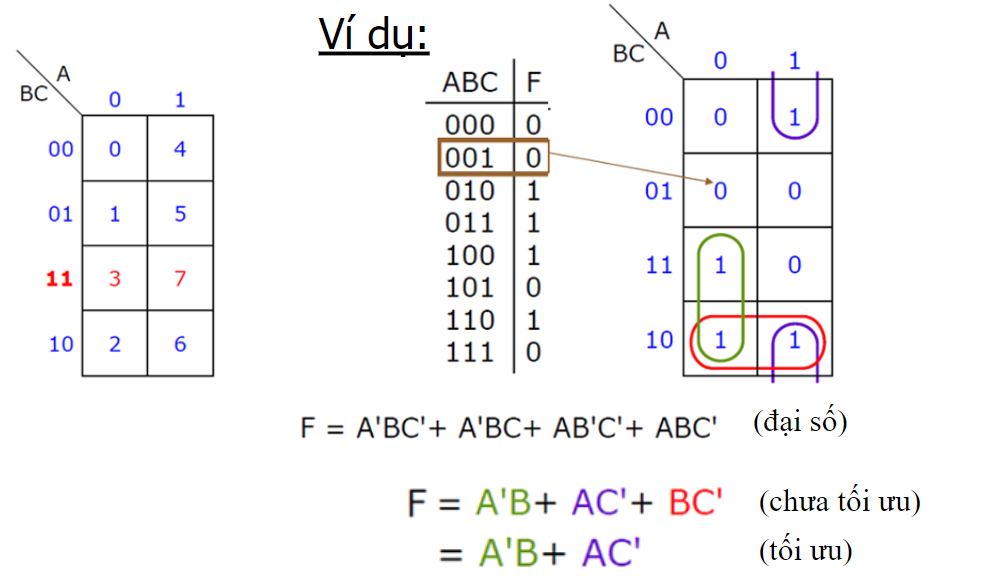 Ví dụ:
A
BC
0 1
00 0 4
01 1 5
11 3 7
10 2 6
ABC F
000 0
001 0
010 1
011 1
100 1
101 0
110 1
111 0
A
BC
0 1
00 0 1
01 0 0
11 1 0
10 1 1
F = A'BC'+ A'BC+ AB'C'+ ABC' (đại số)
F = A'B+ AC'+ BC' (chưa tối ưu)
= A'B+ AC' (tối ưu)